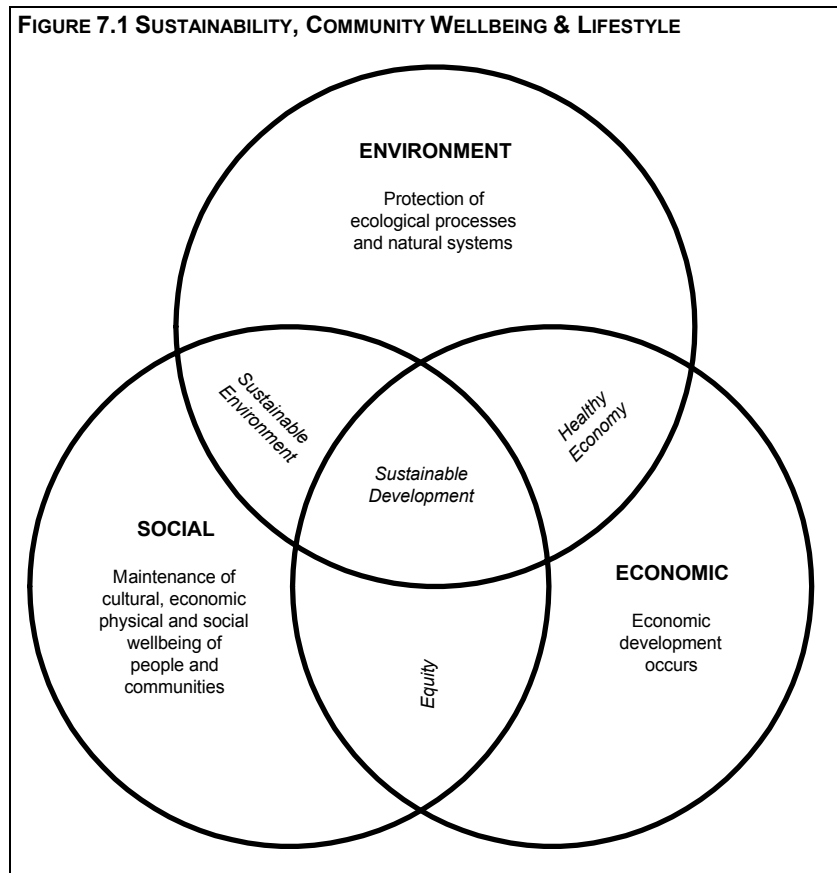 FIGURE 7.1 SUSTAINABILITY, COMMUNITY WELLBEING & LIFESTYLE
ENVIRONMENT
Protection of
ecological processes
and natural systems
Sustainable
Environment
Healthy
Economy
Sustainable
Development
SOCIAL
Maintenance of
cultural, economic
physical and social
wellbeing of
people and
communities
ECONOMIC
Economic
development
occurs
Equity